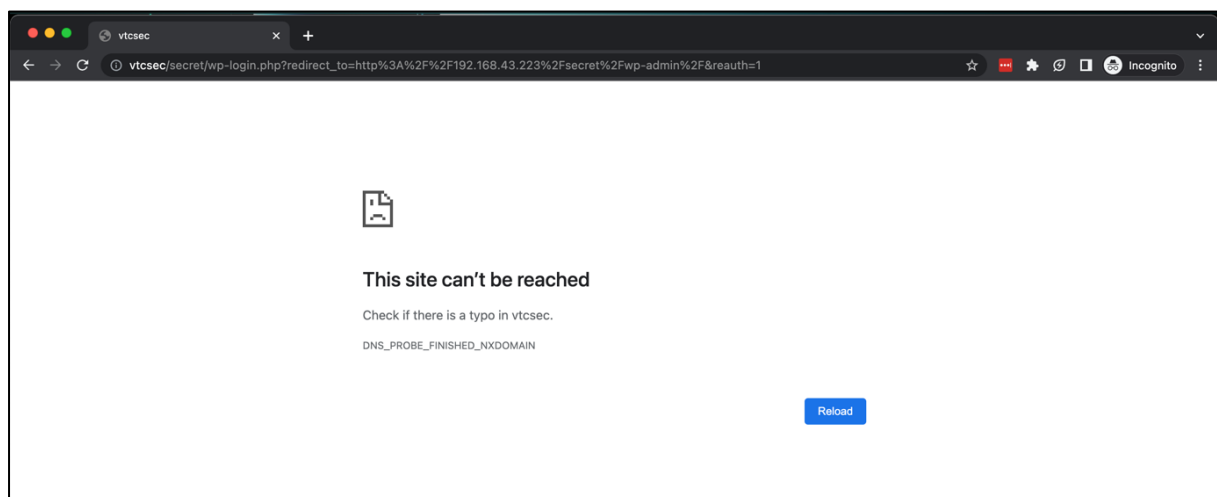 vtcsec
vtcsec/secret/wp-login.php?redirect_to=http%3A%2F%2F192.168.43.223%2Fsecret%2Fwp-admin%2F&reauth=1
Incognito
This site can't be reached
Check if there is a typo in vtcsec.
DNS_PROBE_FINISHED_NXDOMAIN
Reload